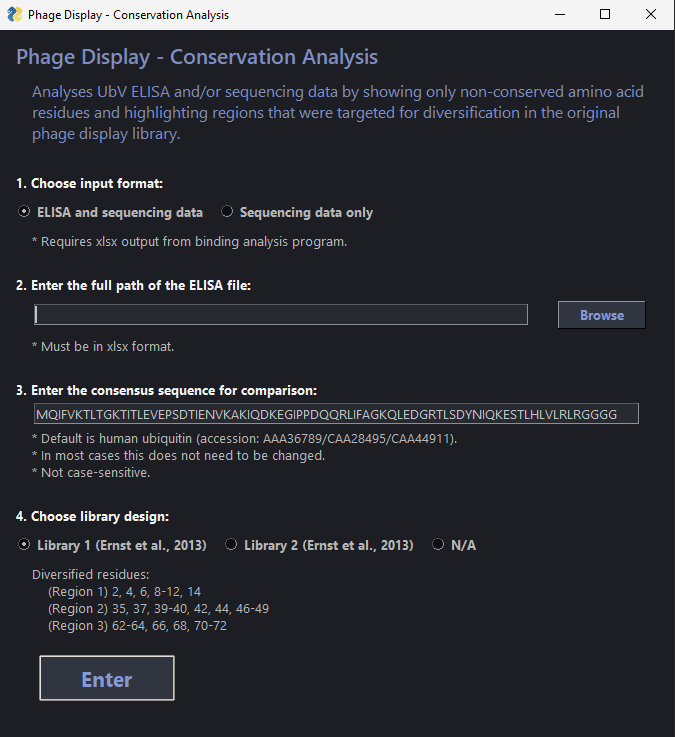 Phage Display - Conservation Analysis
Phage Display - Conservation Analysis
Analyses UbV ELISA and/or sequencing data by showing only non-conserved amino acid
residues and highlighting regions that were targeted for diversification in the original
phage display library.
1. Choose input format:
ELISA and sequencing data Sequencing data only
* Requires xlsx output from binding analysis program.
2. Enter the full path of the ELISA file:
Browse
* Must be in xlsx format.
3. Enter the consensus sequence for comparison:
MQIFVKTLTGKTITLEVEPSDTIENVKAKIQDKEGIPPDQQRLIFAGKQLEDGRTLSDYNIQKESTLHLVLRLRGGGG
* Default is human ubiquitin (accession: AAA36789/CAA28495/CAA44911).
* In most cases this does not need to be changed.
* Not case-sensitive.
4. Choose library design:
Library 1 (Ernst et al., 2013) Library 2 (Ernst et al., 2013) N/A
Diversified residues:
(Region 1) 2, 4, 6, 8-12, 14
(Region 2) 35, 37, 39-40, 42, 44, 46-49
(Region 3) 62-64, 66, 68, 70-72
Enter